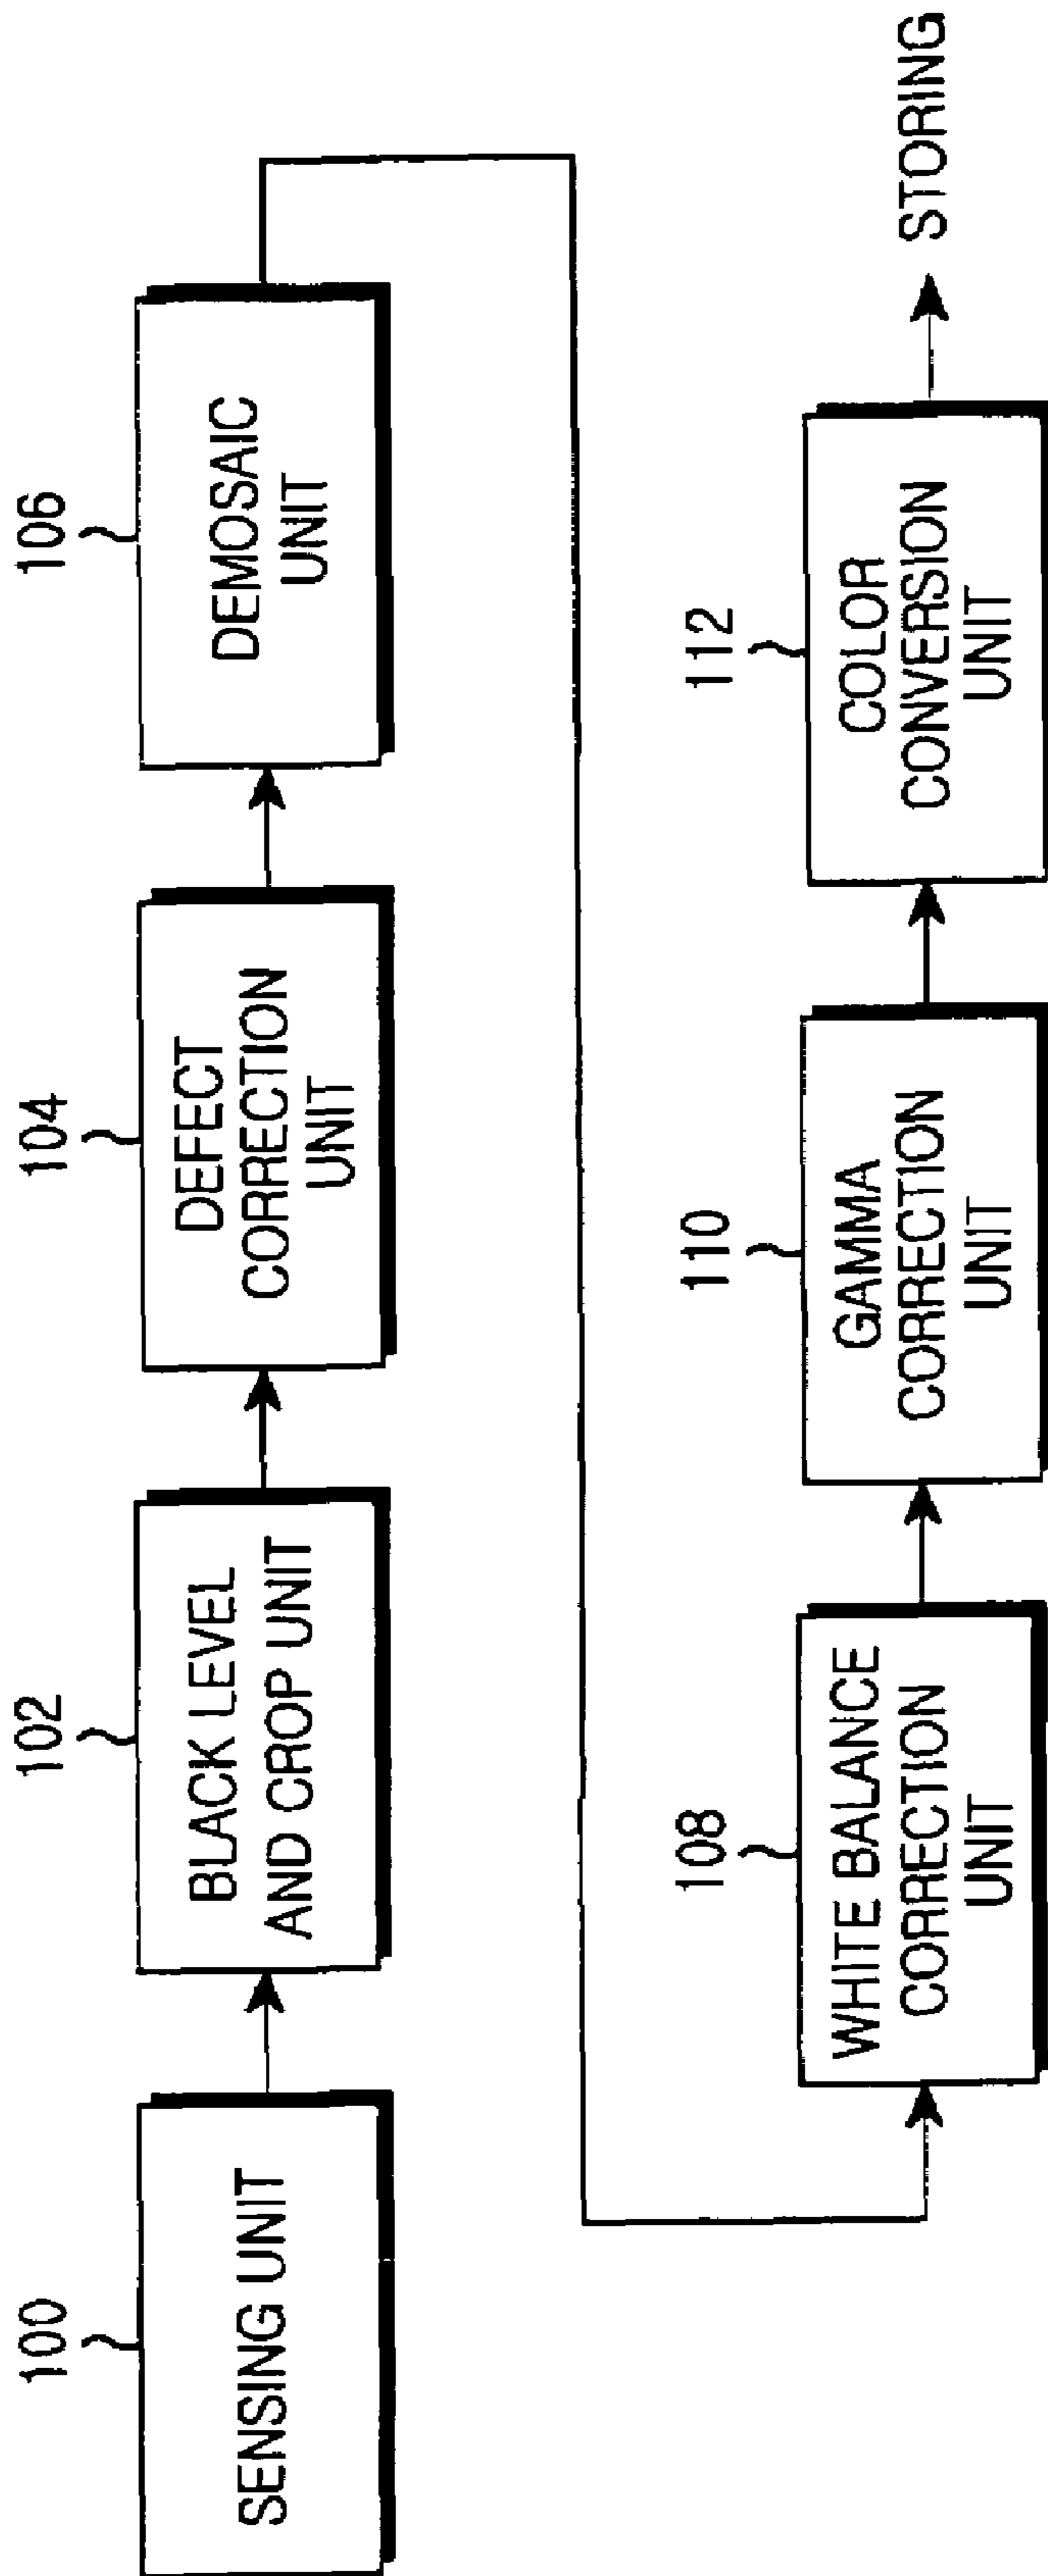 100
SENSING UNIT
102
BLACK LEVEL
AND CROP UNIT
104
DEFECT
CORRECTION
UNIT
106
DEMOSAIC
UNIT
108
WHITE BALANCE
CORRECTION
UNIT
110
GAMMA
CORRECTION
UNIT
112
COLOR
CONVERSION
UNIT
STORING